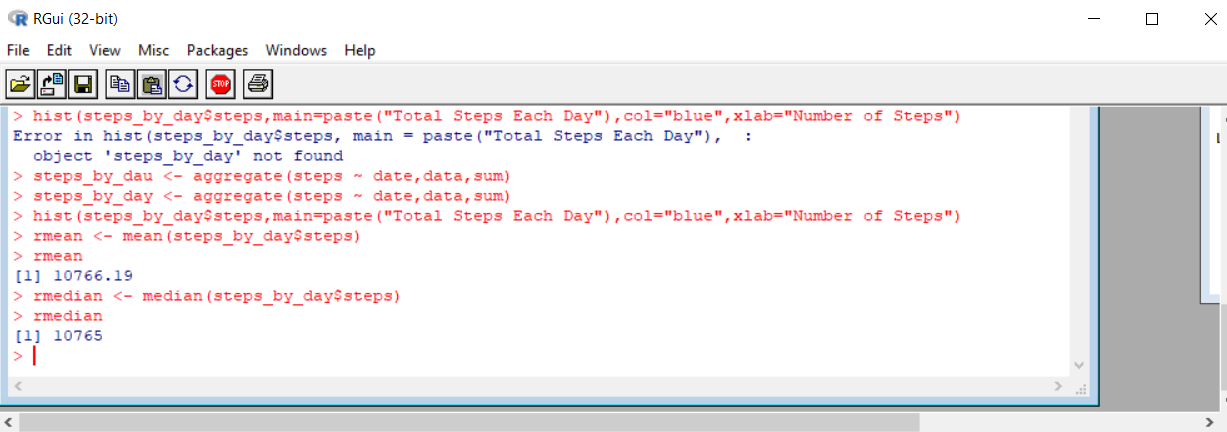 RGui (32-bit)
File Edit View Misc Packages Windows Help
STOP
> hist(steps_by_day$steps,main=paste("Total Steps Each Day"),col="blue",xlab="Number of Steps")
Error in hist(steps_by_day$steps, main = paste("Total Steps Each Day"),  :
  object 'steps_by_day' not found
> steps_by_dau <- aggregate(steps ~ date,data,sum)
> steps_by_day <- aggregate(steps ~ date,data,sum)
> hist(steps_by_day$steps,main=paste("Total Steps Each Day"),col="blue",xlab="Number of Steps")
> rmean <- mean(steps_by_day$steps)
> rmean
[1] 10766.19
> rmedian <- median(steps_by_day$steps)
> rmedian
[1] 10765
>